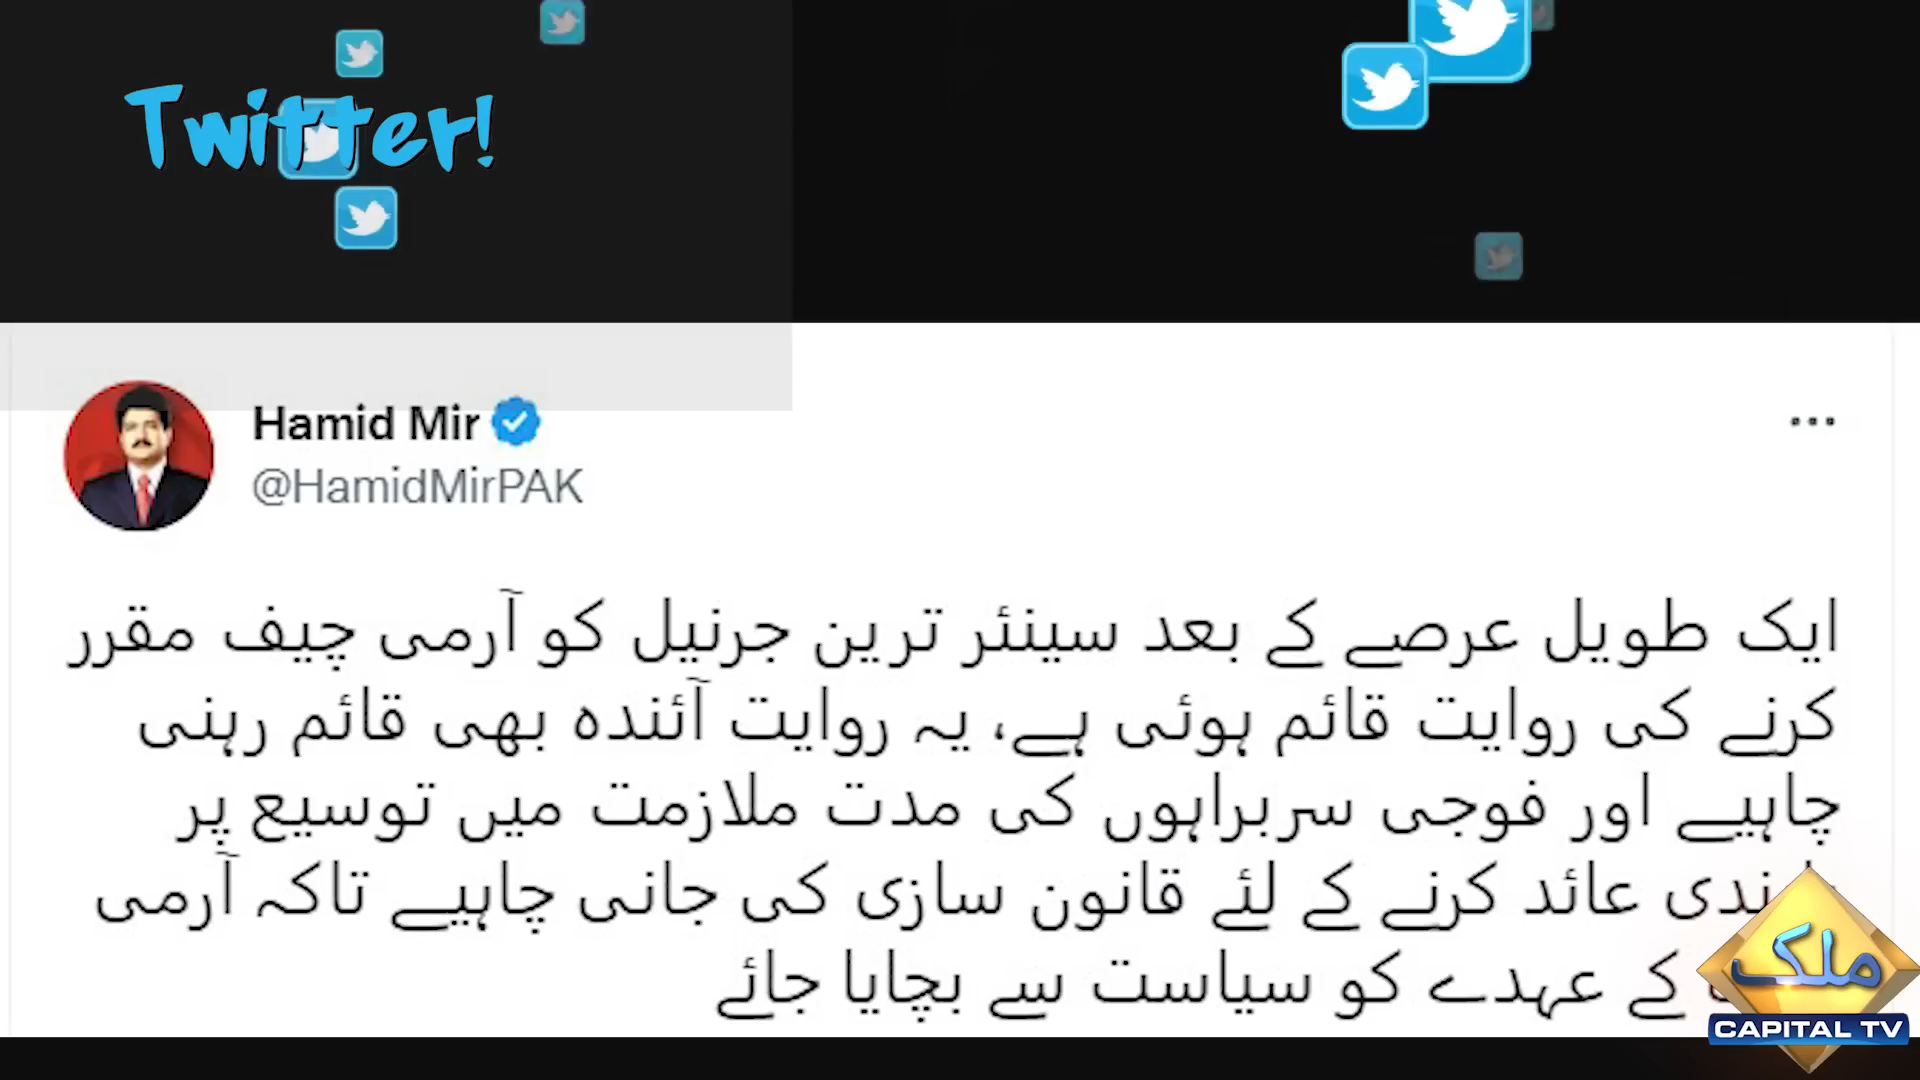 Twitter!
Hamid Mir
@HamidMirPAK
ایک طویل عرصے کے بعد سینئر ترین جرنیل کو آرمی چیف مقرر
کرنے کی روایت قائم ہوئی ہے، یہ روایت آئندہ بھی قائم رہنی
چاہیے اور فوجی سربراہوں کی مدت ملازمت میں توسیع پر
عائد کرنے کے لئے قانون سازی کی جانی چاہیے تاکہ آرمی
کے عہدے کو سیاست سے بچایا جائے
ملک
CAPITAL TV